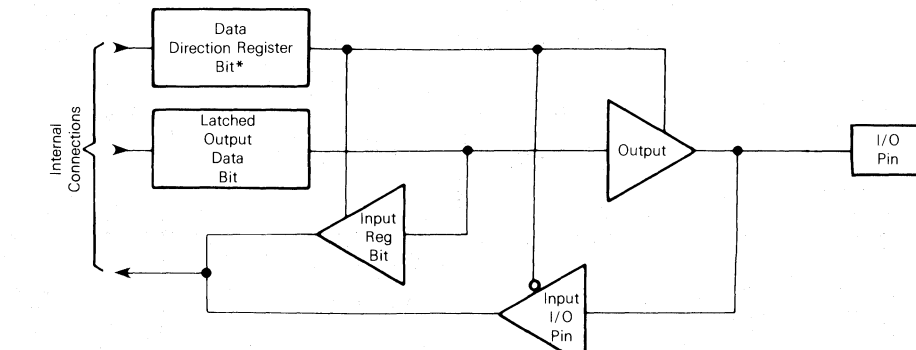 Data
Direction Register
Bit*
Internal
Connections
Latched
Output
Data
Bit
Output
I/O
Pin
Input
Reg
Bit
Input
I/O
Pin